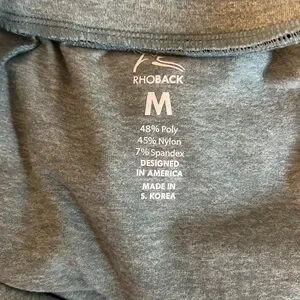 RHOBACK
M
48% Poly
45% Nylon
7% Spandex
DESIGNED
IN AMERICA
MADE IN
S. KOREA